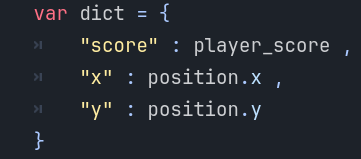 var dict = {
"score" : player_score ,
"x" : position.x ,
"y" : position.y
}